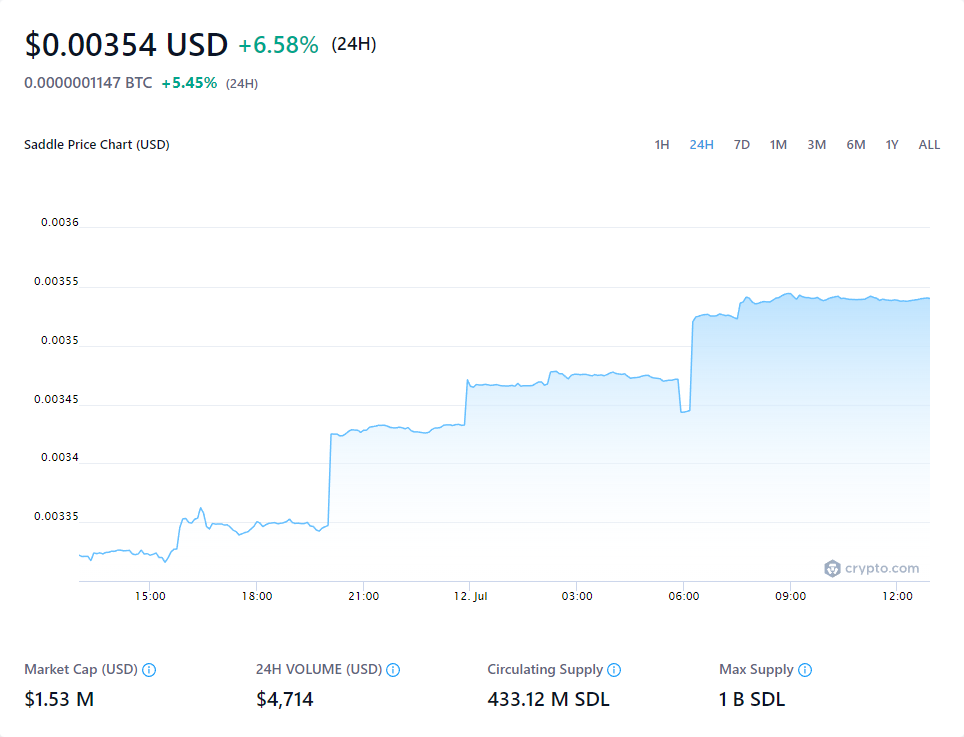 $0.00354 USD +6.58% (24H)
0.0000001147 BTC +5.45% (24H)
Saddle Price Chart (USD) 1H 24H 7D 1M 3M 6M 1Y ALL
0.0036
0.00355
0.0035
0.00345
0.0034
0.00335
crypto.com
15:00 18:00 21:00 12. Jul 03:00 06:00 09:00 12:00
Market Cap (USD) 24H VOLUME (USD) Circulating Supply Max Supply
$1.53 M $4,714 433.12 M SDL 1 B SDL